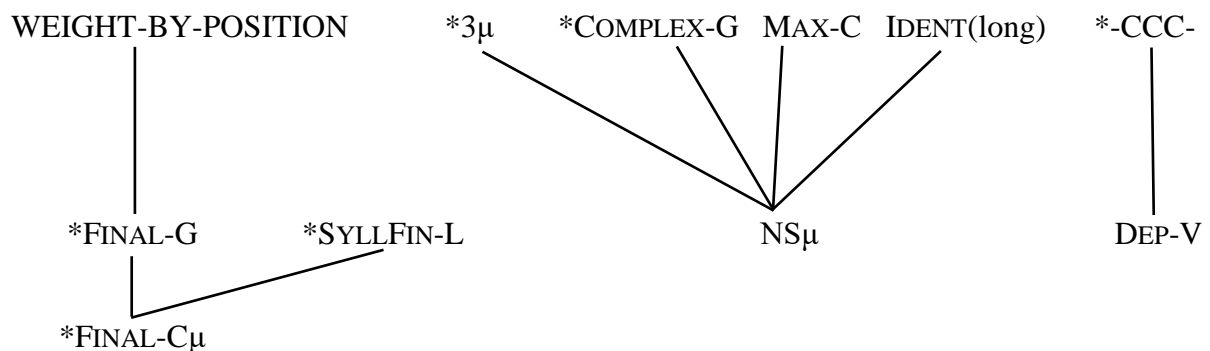 WEIGHT-BY-POSITION *3μ *COMPLEX-G MAX-C IDENT(long) *-CCC-
*FINAL-G *SYLLFIN-L NSμ DEP-V
*FINAL-Cμ